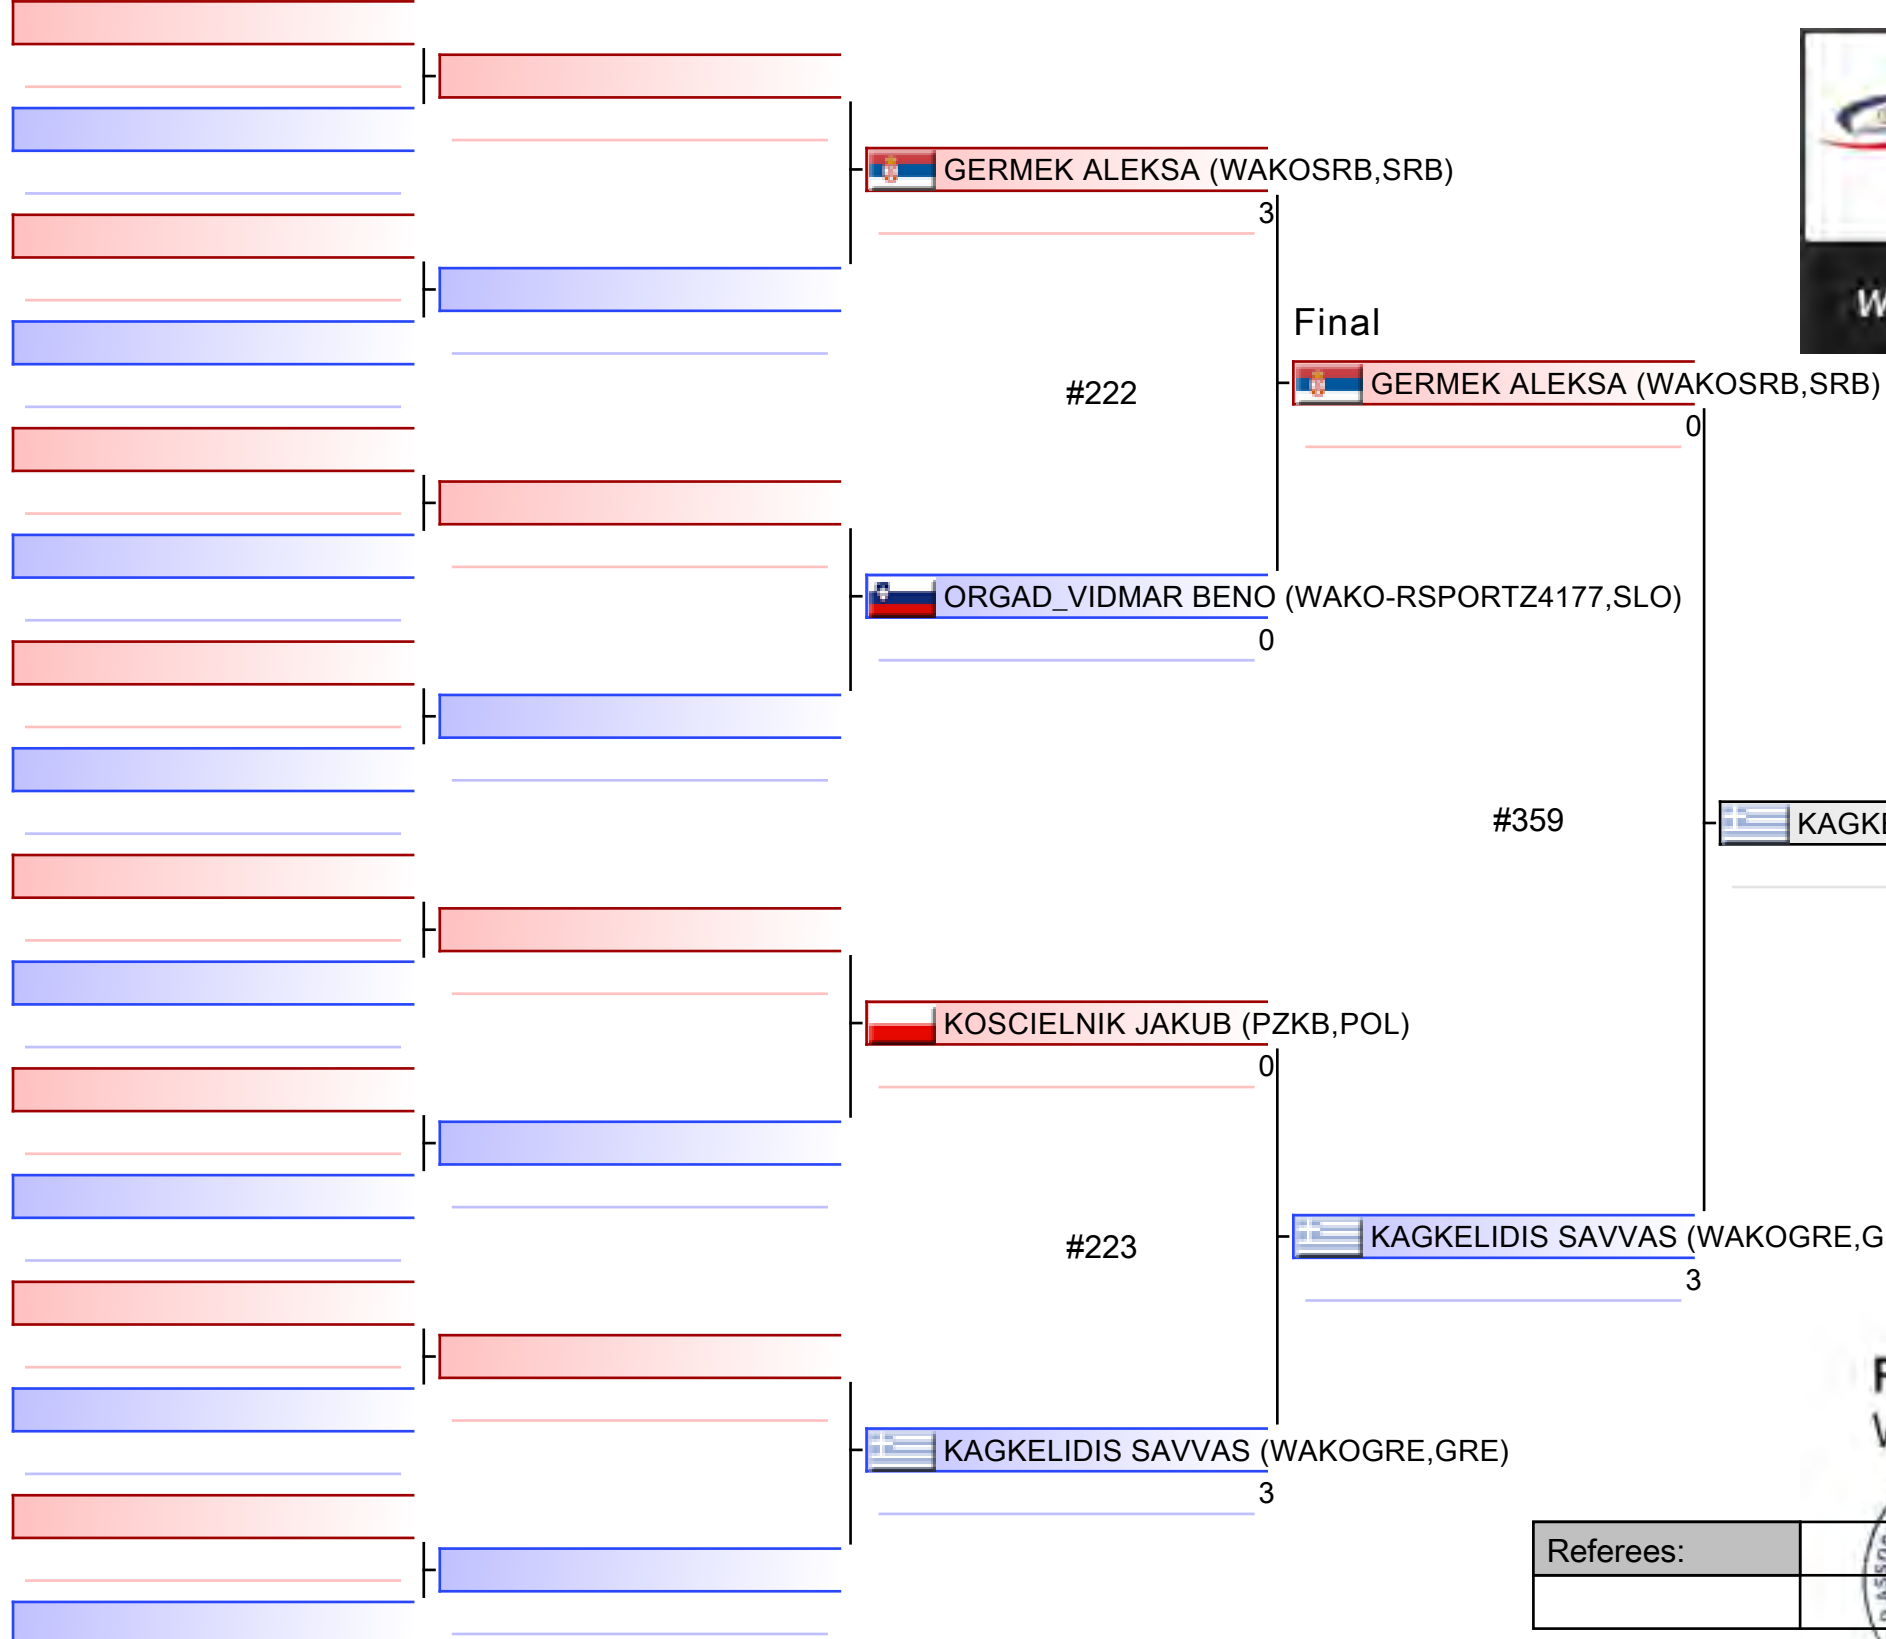 GERMEK ALEKSA (WAKOSRB,SRB)
3
Final
#222
GERMEK ALEKSA (WAKOSRB,SRB)
0
ORGAD_VIDMAR BENO (WAKO-RSPORTZ4177,SLO)
0
#359
KOSCIELNIK JAKUB (PZKB,POL)
0
#223
KAGKELIDIS SAVVAS (WAKOGRE,G
3
KAGKELIDIS SAVVAS (WAKOGRE,GRE)
3
Referees: